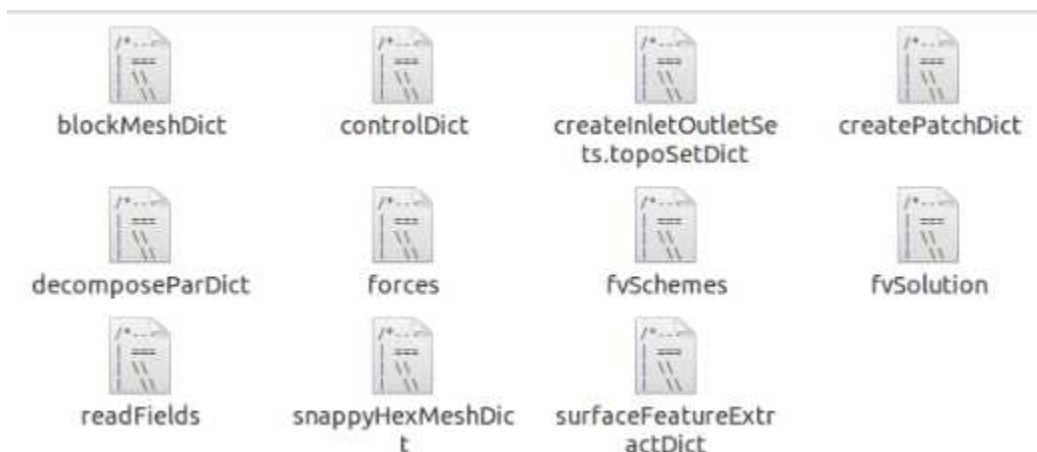 blockMeshDict
controlDict
createInletOutletSe
ts.topoSetDict
createPatchDict
decomposeParDict
forces
fvSchemes
fvSolution
readFields
snappyHexMeshDic
t
surfaceFeatureExtr
actDict